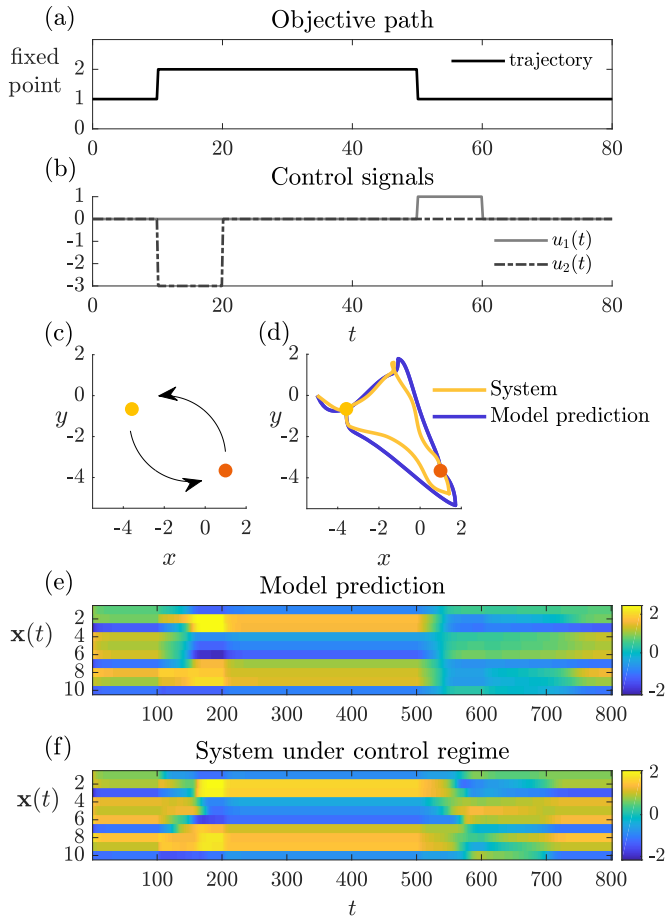 (a) Objective path
fixed
point
2
1
0
trajectory
0 20 40 60 80
(b) Control signals
1
0
-1
-2
-3
u1(t)
u2(t)
0 20 40 60 80
t
(c)
2
0
-2
-4
y
-4 -2 0 2
x
(d)
2
0
-2
-4
y
-4 -2 0 2
x
System
Model prediction
(e) Model prediction
x(t)
2
4
6
8
10
100 200 300 400 500 600 700 800
2
0
-2
(f) System under control regime
x(t)
2
4
6
8
10
100 200 300 400 500 600 700 800
t
2
0
-2